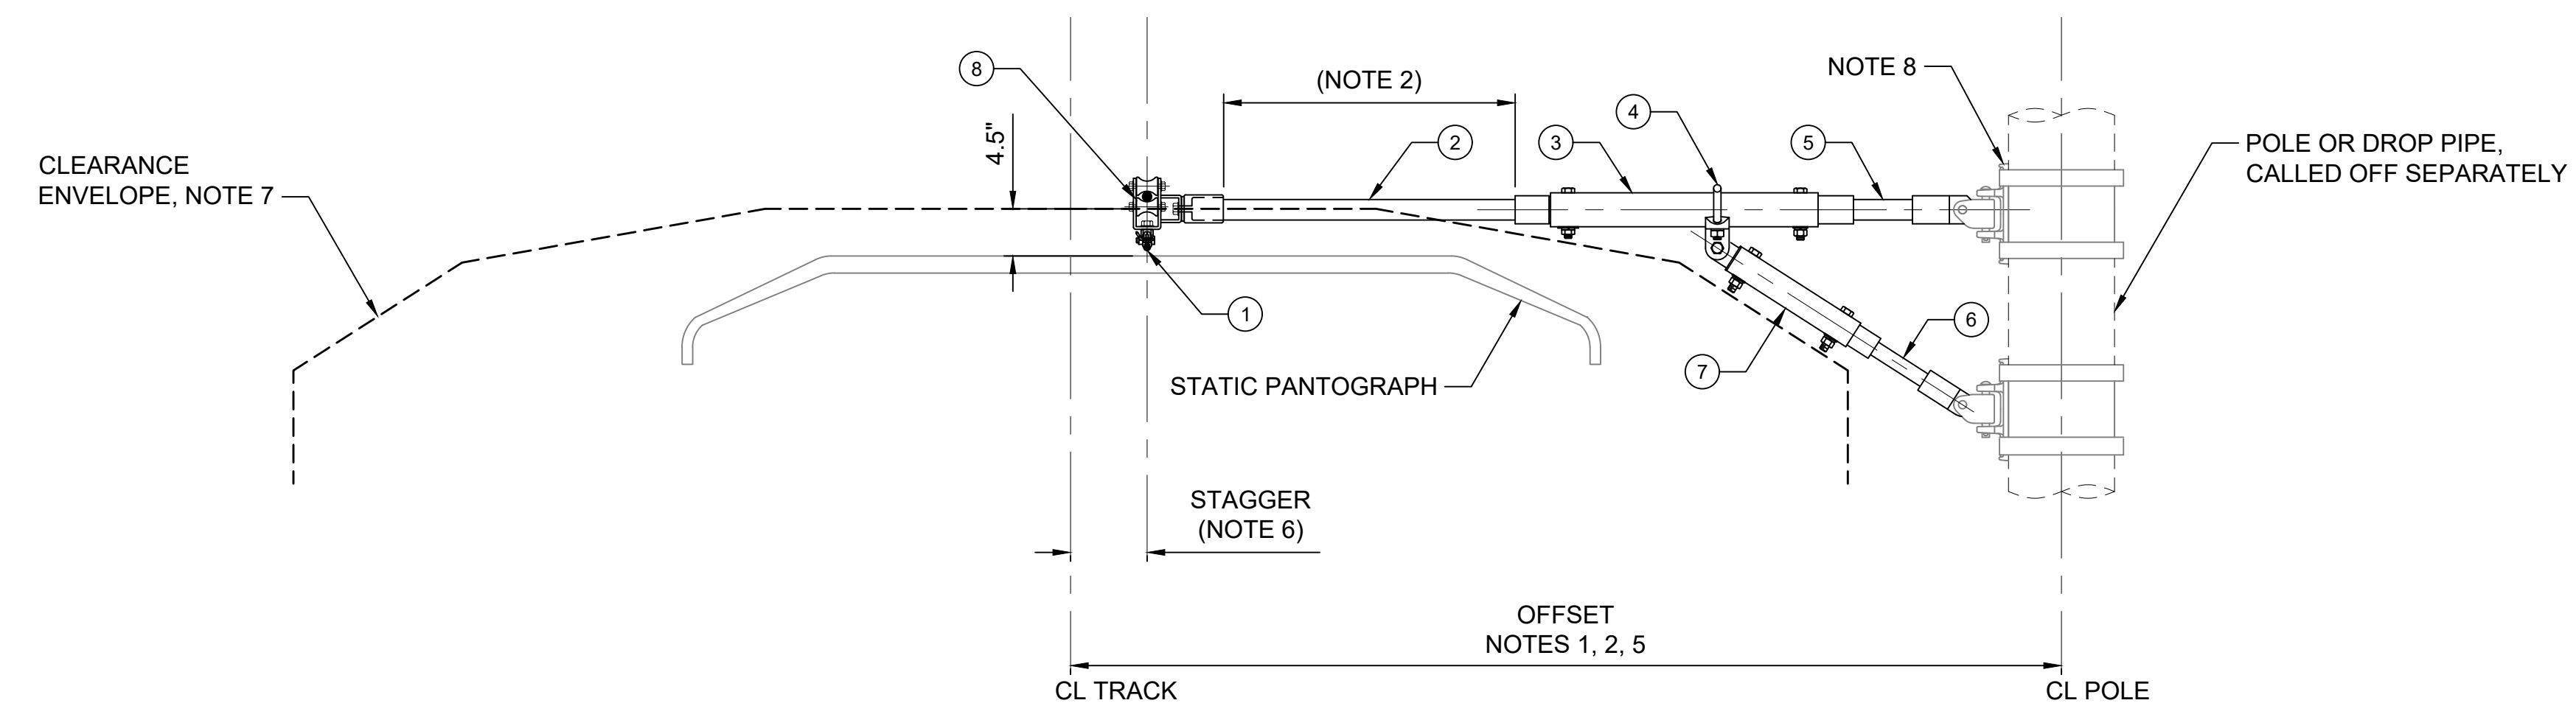 8
(NOTE 2)
NOTE 8
4
4.5"
2
3
5
POLE OR DROP PIPE,
CALLED OFF SEPARATELY
CLEARANCE
ENVELOPE, NOTE 7
1
6
7
STATIC PANTOGRAPH
STAGGER
(NOTE 6)
OFFSET
NOTES 1, 2, 5
CL TRACK
CL POLE